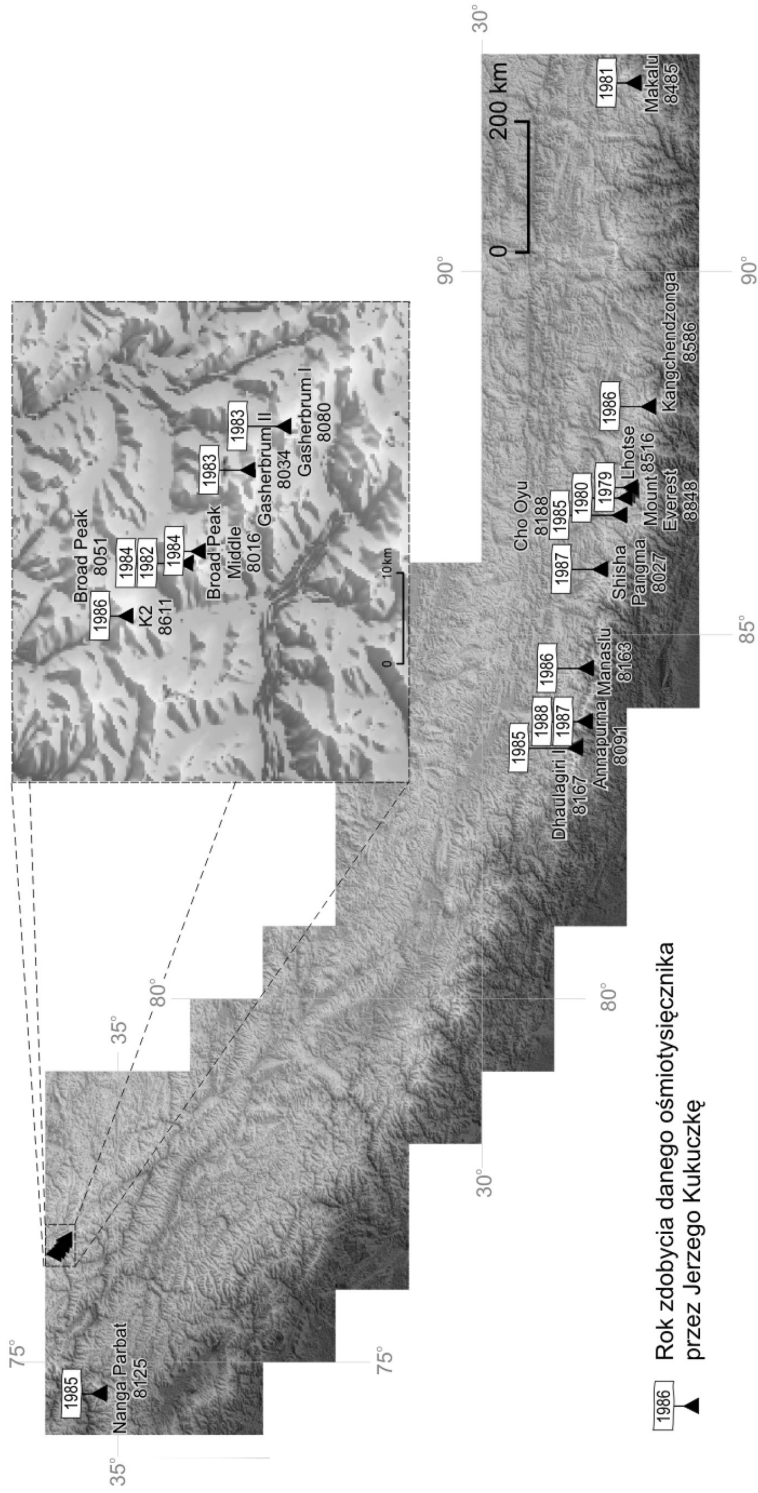 75°
80°
35°
35°
1985
Nanga Parbat
8125
Broad Peak
8051
1986
1984
1982
1984
K2
8611
Broad Peak
Middle
8016
1983
1983
Gasherbrum II
8034
Gasherbrum I
8080
0
10km
90°
30°
0
200 km
1985
1988
1987
1986
Dhaulagiri I
8167
Annapurna
8091
Manaslu
8163
1987
Shisha
Pangma
8027
Cho Oyu
8188
1985
1980
1979
Lhotse
8516
Mount
Everest
8848
1986
Kangchendzonga
8586
1981
Makalu
8485
75°
30°
80°
85°
90°
1986
Rok zdobycia danego ośmiotysięcznika
przez Jerzego Kukuczkę